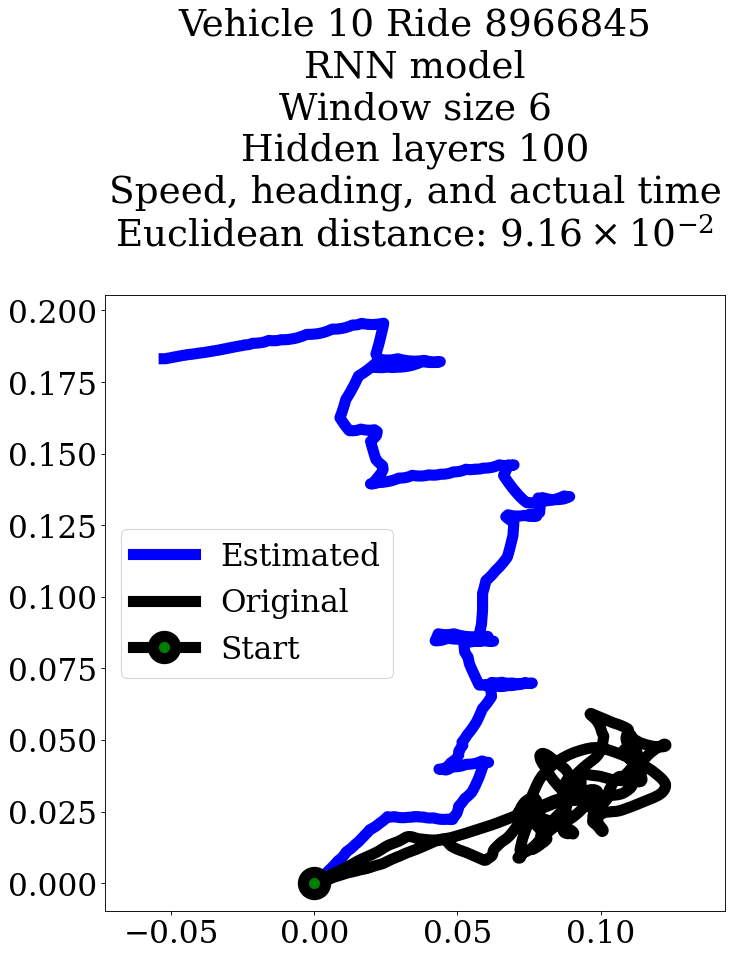 Vehicle 10 Ride 8966845
RNN model
Window size 6
Hidden layers 100
Speed, heading, and actual time
Euclidean distance: 9.16 × 10⁻²
0.200
0.175
0.150
0.125
0.100
0.075
0.050
0.025
0.000
Estimated
Original
Start
−0.05 0.00 0.05 0.10